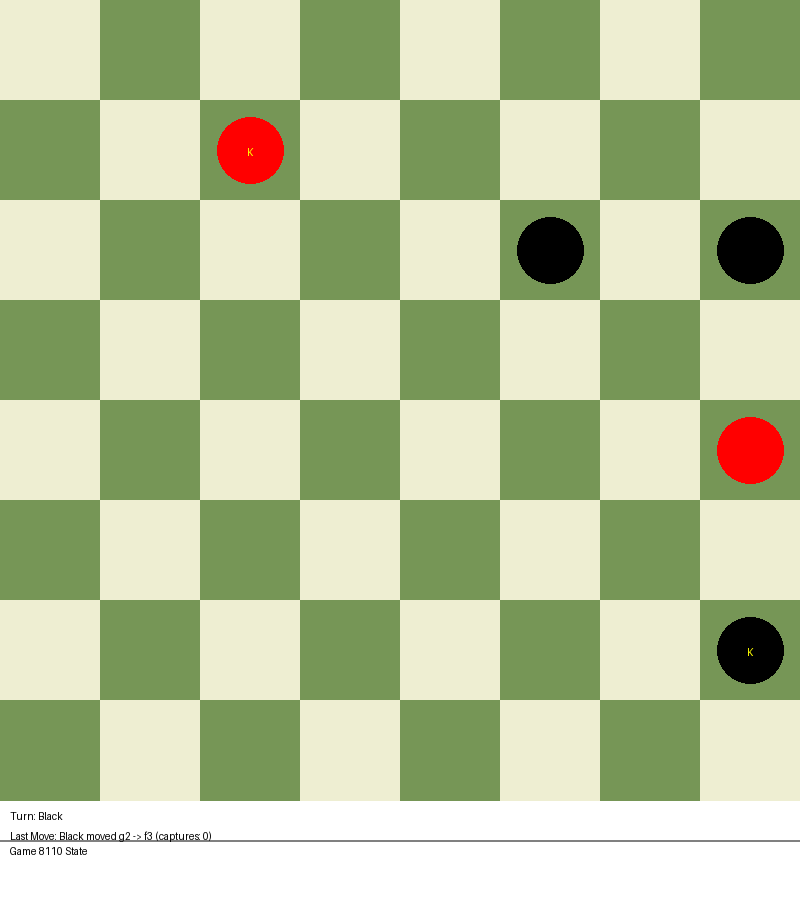 K
K
Turn: Black
Last Move: Black moved g2 -> f3 (captures: 0)
Game 8110 State